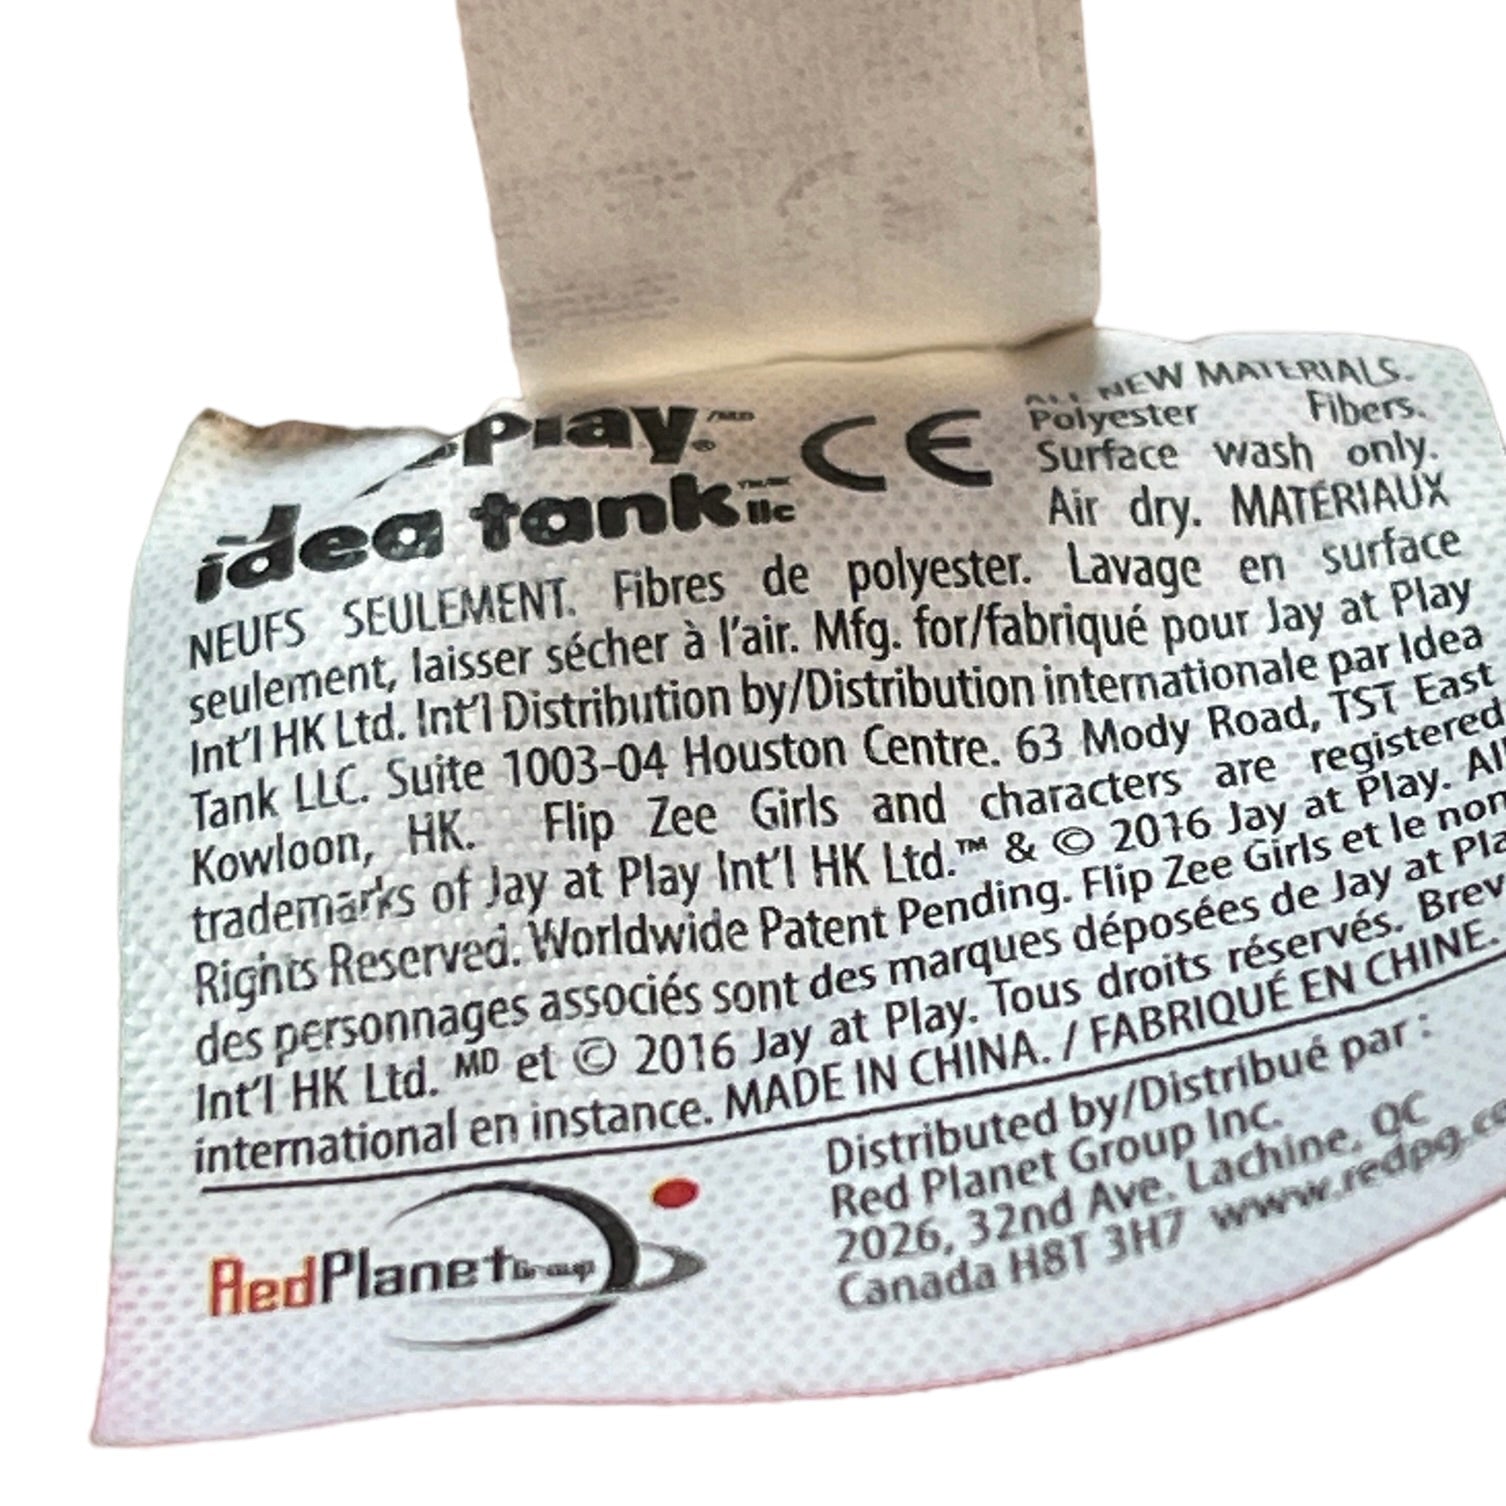 Play.®
idea tank llc
CE
ALL NEW MATERIALS.
Polyester Fibers.
Surface wash only.
Air dry. MATÉRIAUX
NEUFS SEULEMENT. Fibres de polyester. Lavage en surface
seulement, laisser sécher à l'air. Mfg. for/fabriqué pour Jay at Play
Int'l HK Ltd. Int'l Distribution by/Distribution internationale par Idea
Tank LLC. Suite 1003-04 Houston Centre. 63 Mody Road, TST East
Kowloon, HK. Flip Zee Girls and characters are registered
trademarks of Jay at Play Int'l HK Ltd.™ & © 2016 Jay at Play. All
Rights Reserved. Worldwide Patent Pending. Flip Zee Girls et le nom
des personnages associés sont des marques déposées de Jay at Pla
Int'l HK Ltd. MD et © 2016 Jay at Play. Tous droits réservés. Brev
international en instance. MADE IN CHINA. / FABRIQUÉ EN CHINE.
RedPlanet Group
Distributed by/Distribué par :
Red Planet Group Inc.
2026, 32nd Ave. Lachine, QC
Canada H8T 3H7 www.redpg.co